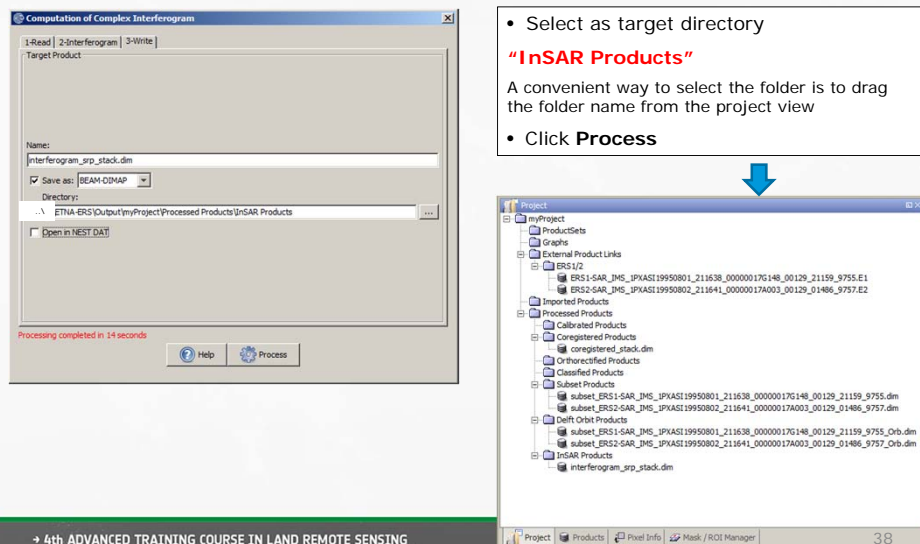 Computation of Complex Interferogram
1-Read 2-Interferogram 3-Write
Target Product
Name:
interferogram_srp_stack.dim
Save as: BEAM-DIMAP
Directory:
..\ ETNA-ERS\Output\myProject\Processed Products\InSAR Products ...
Open in NEST DAT
Processing completed in 14 seconds
Help Process
• Select as target directory
“InSAR Products”
A convenient way to select the folder is to drag
the folder name from the project view
• Click Process
Project
myProject
ProductSets
Graphs
External Product Links
ERS1/2
ERS1-SAR_IMS_1PXASI19950801_211638_00000017G148_00129_21159_9755.E1
ERS2-SAR_IMS_1PXASI19950802_211641_00000017A003_00129_01486_9757.E2
Imported Products
Processed Products
Calibrated Products
Coregistered Products
coregistered_stack.dim
Orthorectified Products
Classified Products
Subset Products
subset_ERS1-SAR_IMS_1PXASI19950801_211638_00000017G148_00129_21159_9755.dim
subset_ERS2-SAR_IMS_1PXASI19950802_211641_00000017A003_00129_01486_9757.dim
Delft Orbit Products
subset_ERS1-SAR_IMS_1PXASI19950801_211638_00000017G148_00129_21159_9755_Orb.dim
subset_ERS2-SAR_IMS_1PXASI19950802_211641_00000017A003_00129_01486_9757_Orb.dim
InSAR Products
interferogram_srp_stack.dim
Project Products Pixel Info Mask / ROI Manager
→ 4th ADVANCED TRAINING COURSE IN LAND REMOTE SENSING
38